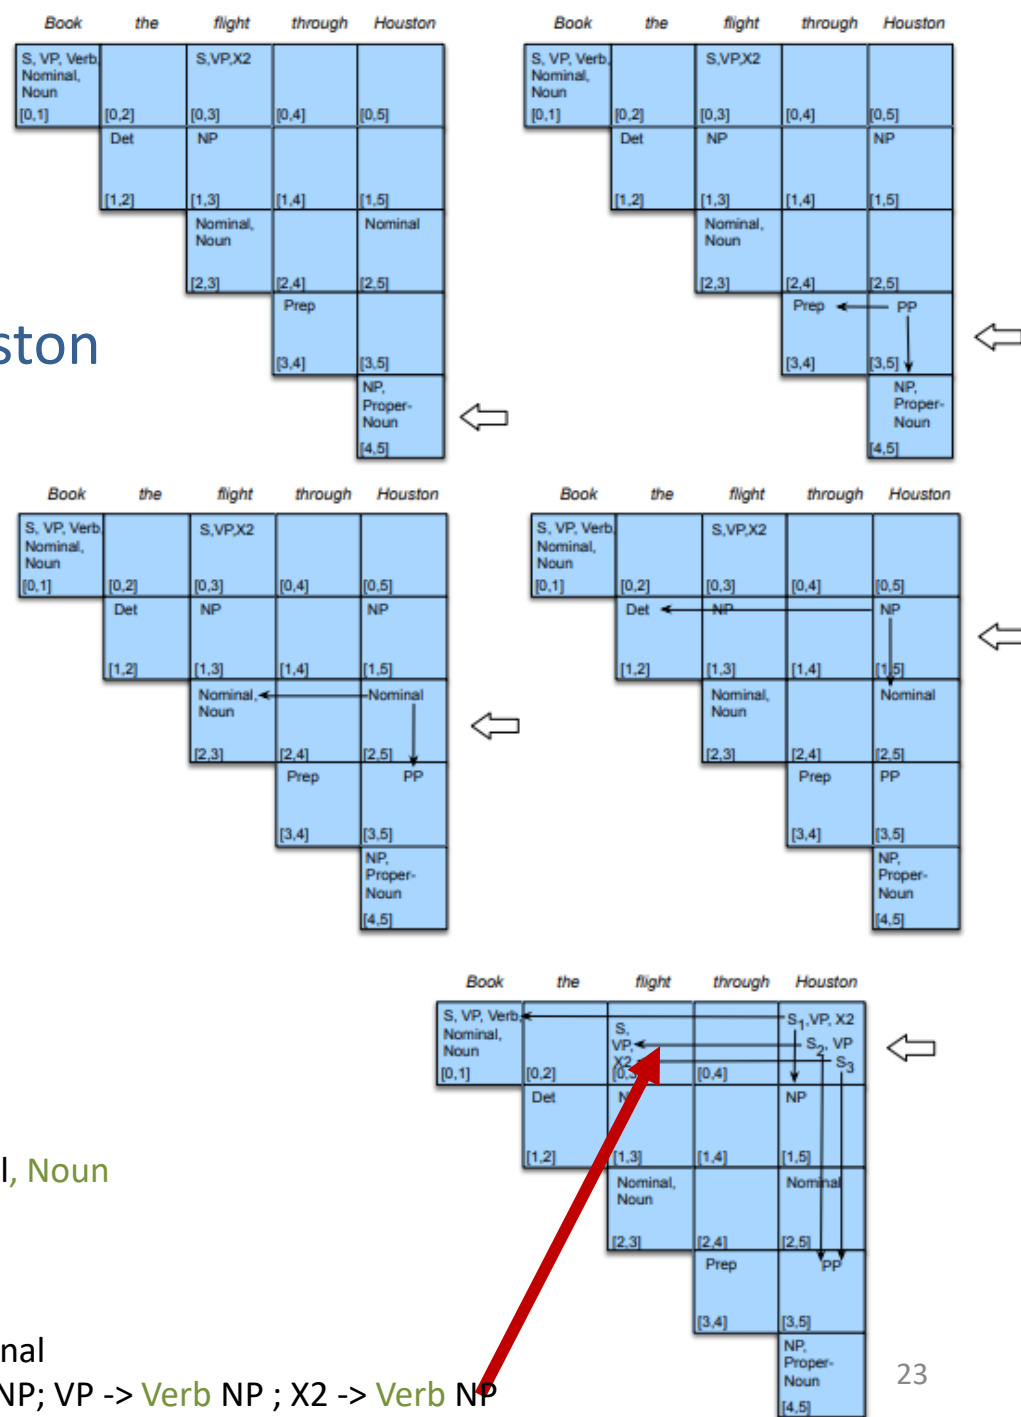 Book the flight through Houston
S, VP, Verb, Nominal, Noun [0,1]
[0,2]
S,VP,X2 [0,3]
[0,4]
[0,5]
Det [1,2]
NP [1,3]
[1,4]
[1,5]
Nominal, Noun [2,3]
[2,4]
Nominal [2,5]
Prep [3,4]
[3,5]
NP, Proper-Noun [4,5]
Book the flight through Houston
S, VP, Verb, Nominal, Noun [0,1]
[0,2]
S,VP,X2 [0,3]
[0,4]
[0,5]
Det [1,2]
NP [1,3]
[1,4]
NP [1,5]
Nominal, Noun [2,3]
[2,4]
[2,5]
Prep [3,4]
PP [3,5]
NP, Proper-Noun [4,5]
ston
Book the flight through Houston
S, VP, Verb, Nominal, Noun [0,1]
[0,2]
S,VP,X2 [0,3]
[0,4]
[0,5]
Det [1,2]
NP [1,3]
[1,4]
NP [1,5]
Nominal, Noun [2,3]
[2,4]
Nominal [2,5]
Prep [3,4]
PP [3,5]
NP, Proper-Noun [4,5]
Book the flight through Houston
S, VP, Verb, Nominal, Noun [0,1]
[0,2]
S,VP,X2 [0,3]
[0,4]
[0,5]
Det [1,2]
NP [1,3]
[1,4]
NP [1,5]
Nominal, Noun [2,3]
[2,4]
Nominal [2,5]
Prep [3,4]
PP [3,5]
NP, Proper-Noun [4,5]
Book the flight through Houston
S, VP, Verb, Nominal, Noun [0,1]
[0,2]
S, VP, X2
[0,4]
S1,VP, X2
S2, VP
S3
Det [1,2]
[1,3]
[1,4]
NP [1,5]
Nominal, Noun [2,3]
[2,4]
Nominal [2,5]
Prep [3,4]
PP [3,5]
NP, Proper-Noun [4,5]
l, Noun
nal
NP; VP -> Verb NP ; X2 -> Verb NP
23